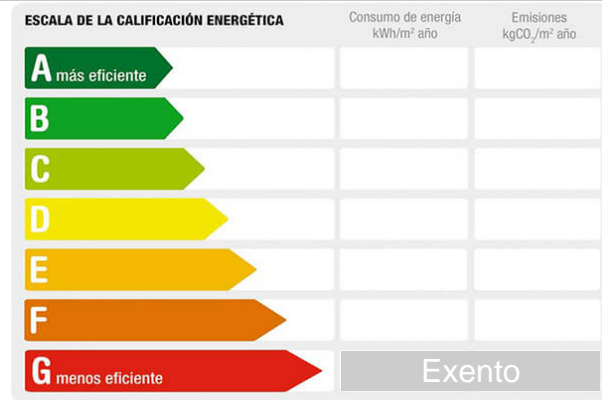 ESCALA DE LA CALIFICACIÓN ENERGÉTICA
Consumo de energía
kWh/m² año
Emisiones
kgCO₂/m² año
A más eficiente
B
C
D
E
F
G menos eficiente
Exento